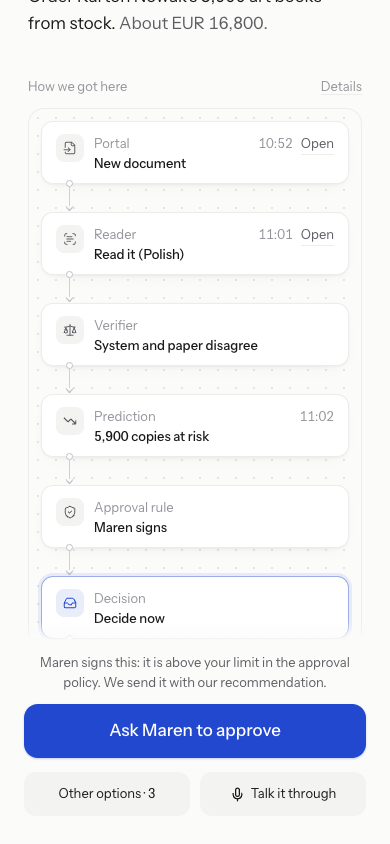 from stock. About EUR 16,800.
How we got here
Details
Portal
10:52 Open
New document
Reader
11:01 Open
Read it (Polish)
Verifier
System and paper disagree
Prediction
11:02
5,900 copies at risk
Approval rule
Maren signs
Decision
Decide now
Maren signs this: it is above your limit in the approval
policy. We send it with our recommendation.
Ask Maren to approve
Other options · 3
Talk it through